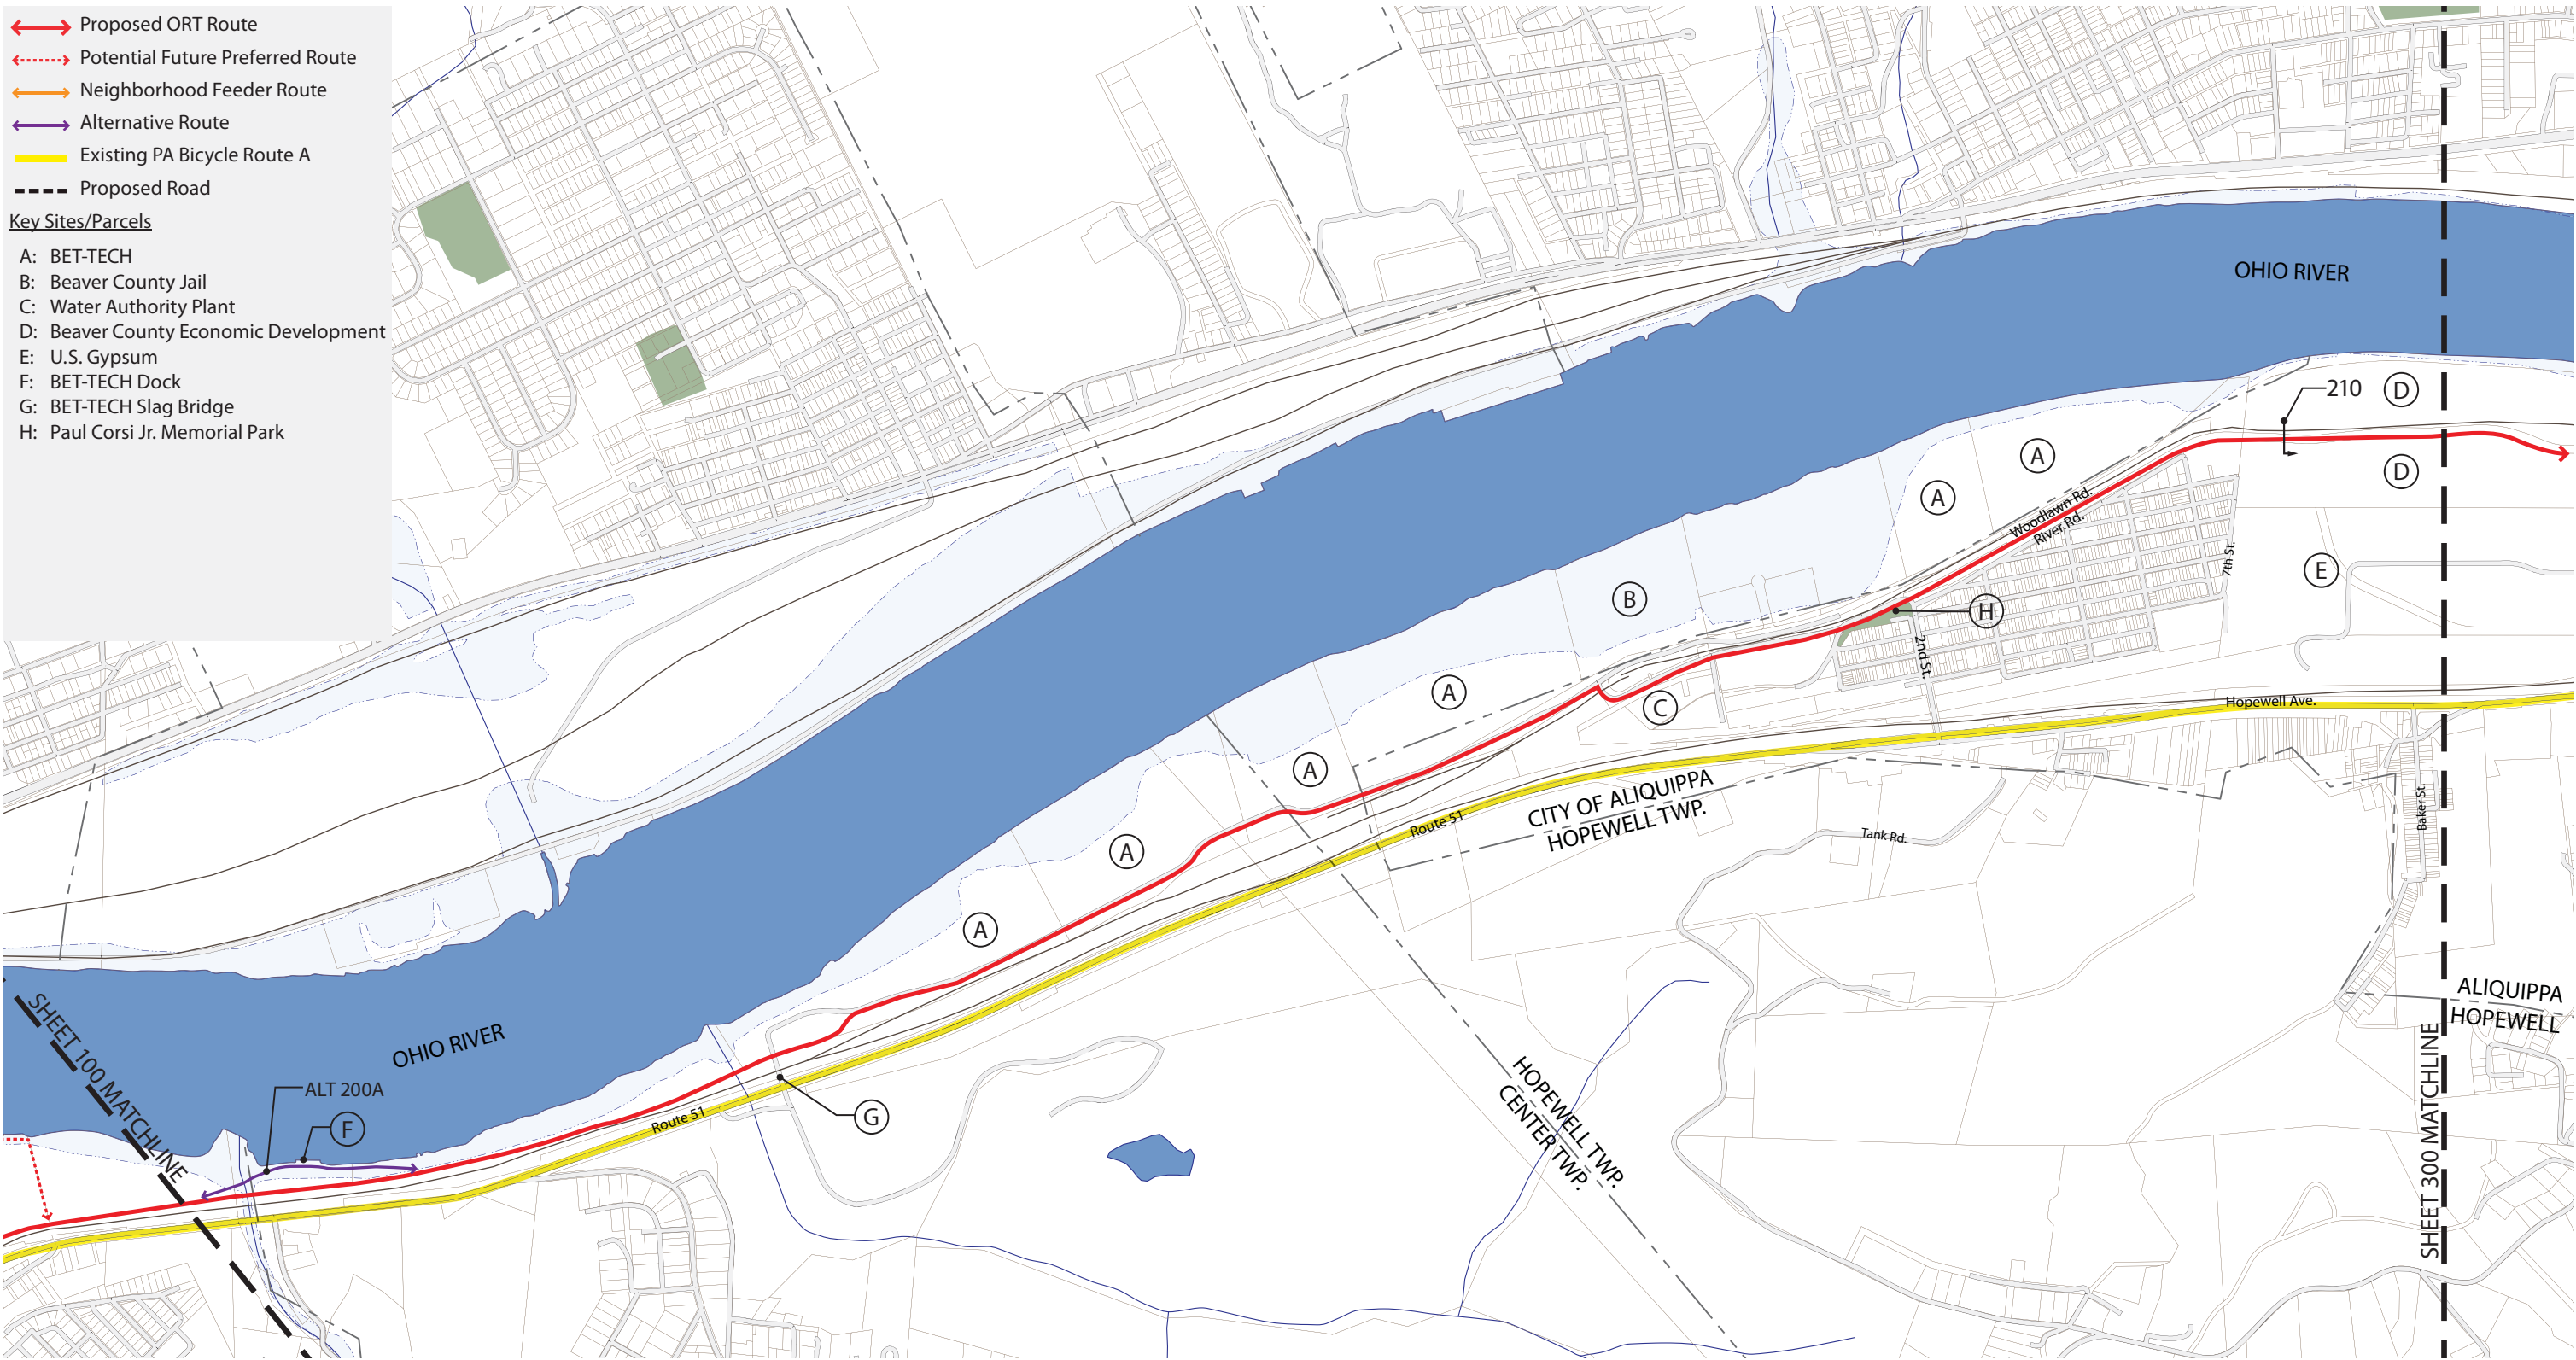 Proposed ORT Route
Potential Future Preferred Route
Neighborhood Feeder Route
Alternative Route
Existing PA Bicycle Route A
Proposed Road
Key Sites/Parcels
A: BET-TECH
B: Beaver County Jail
C: Water Authority Plant
D: Beaver County Economic Development
E: U.S. Gypsum
F: BET-TECH Dock
G: BET-TECH Slag Bridge
H: Paul Corsi Jr. Memorial Park
OHIO RIVER
210
D
A
D
A
Woodlawn Rd.
River Rd.
7th St.
E
B
H
2nd St.
A
C
Hopewell Ave.
A
CITY OF ALIQUIPPA
HOPEWELL TWP.
Route 51
Baker St.
Tank Rd.
A
A
ALIQUIPPA
HOPEWELL
SHEET 100 MATCHLINE
OHIO RIVER
ALT 200A
F
G
Route 51
HOPEWELL TWP.
CENTER TWP.
SHEET 300 MATCHLINE